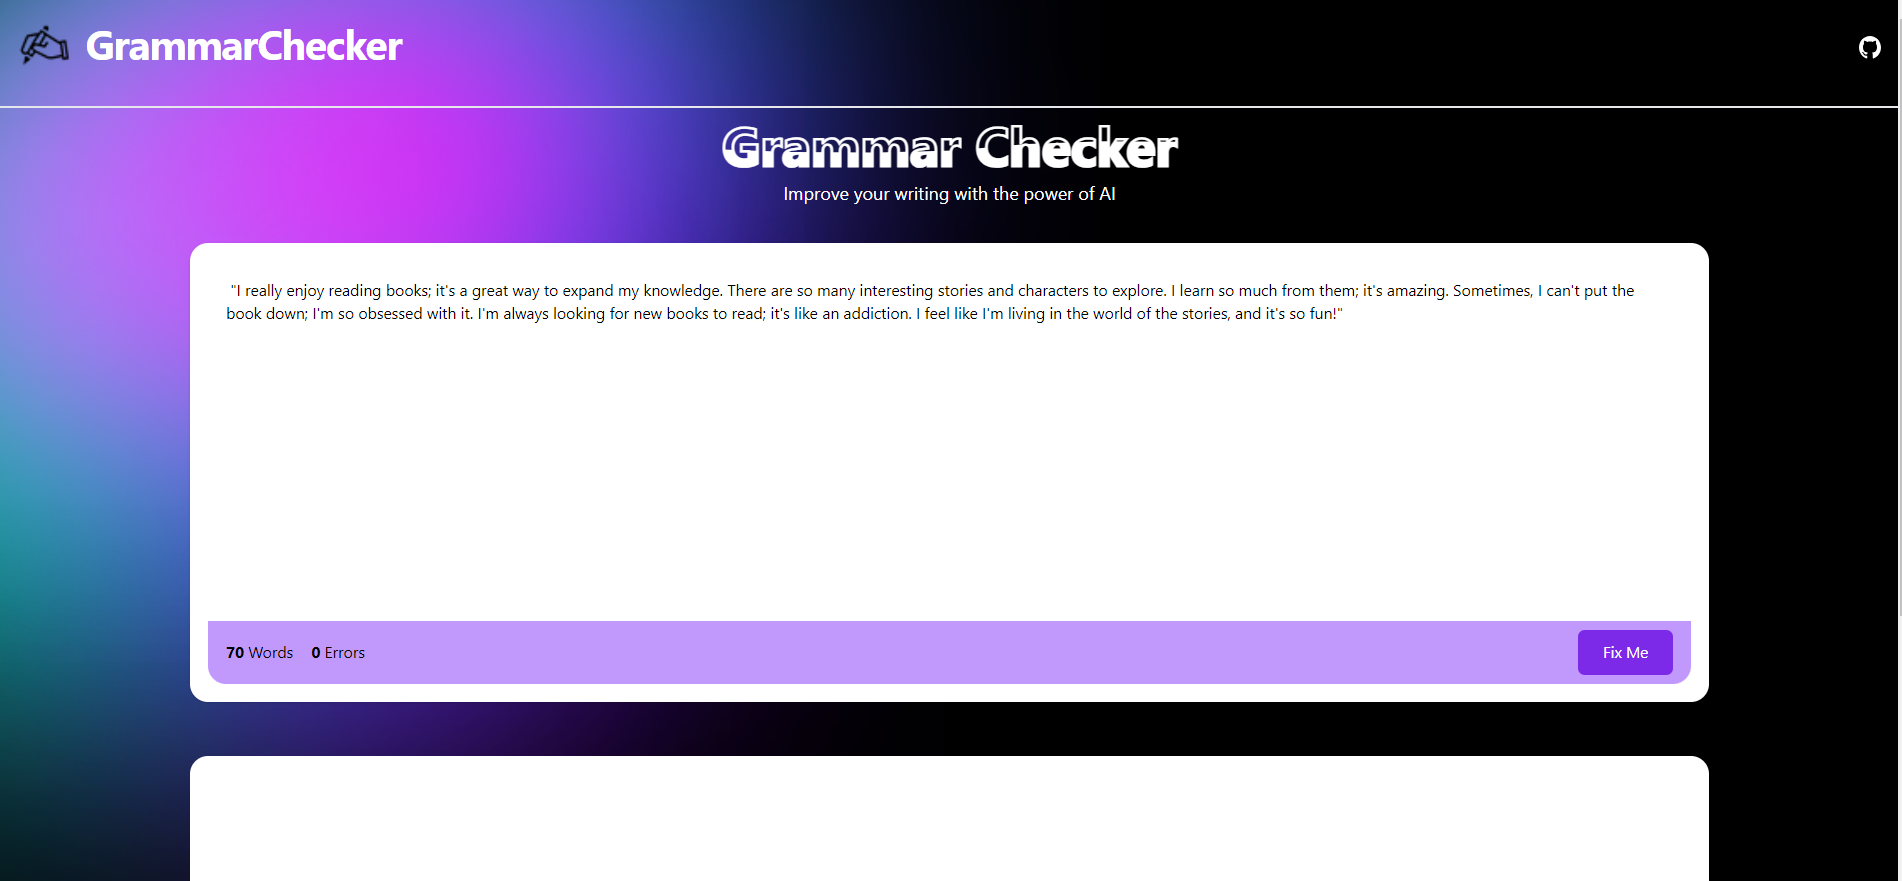 GrammarChecker
Grammar Checker
Improve your writing with the power of AI
"I really enjoy reading books; it's a great way to expand my knowledge. There are so many interesting stories and characters to explore. I learn so much from them; it's amazing. Sometimes, I can't put the
book down; I'm so obsessed with it. I'm always looking for new books to read; it's like an addiction. I feel like I'm living in the world of the stories, and it's so fun!"
70 Words 0 Errors Fix Me